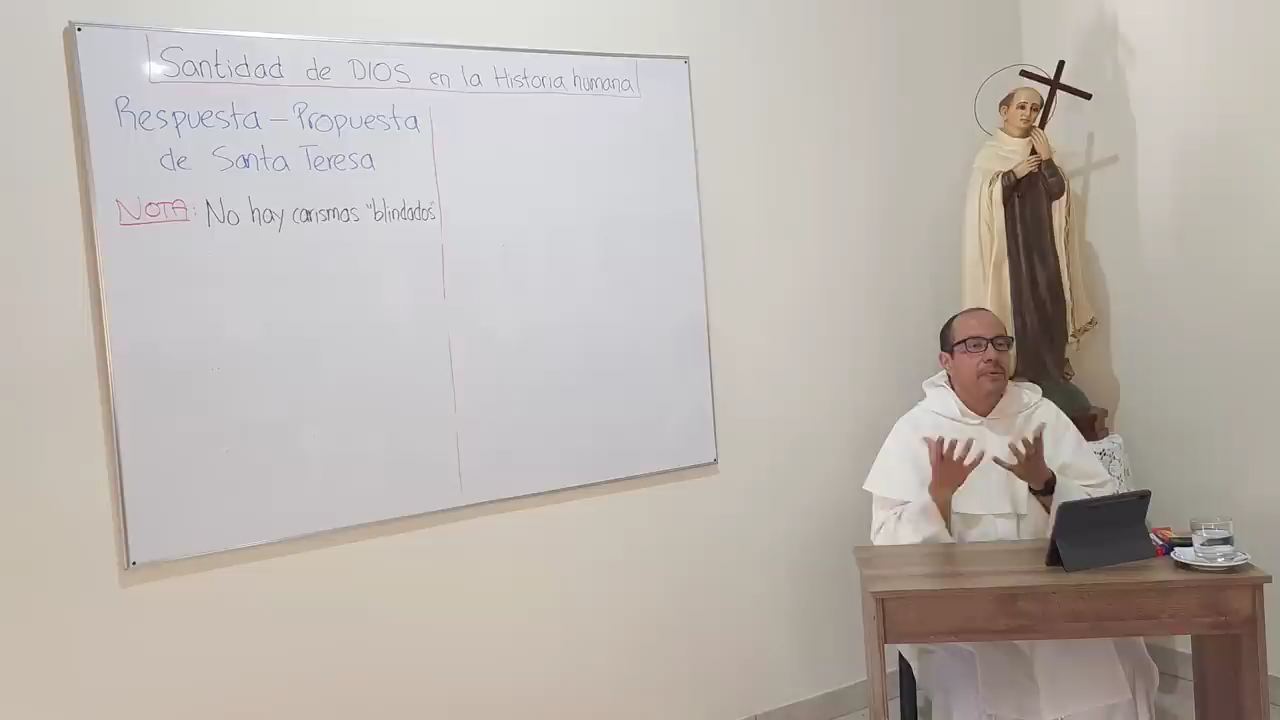 Santidad de DIOS en la Historia humana
Respuesta - Propuesta
de Santa Teresa
NOTA: No hay carismas "blindados"